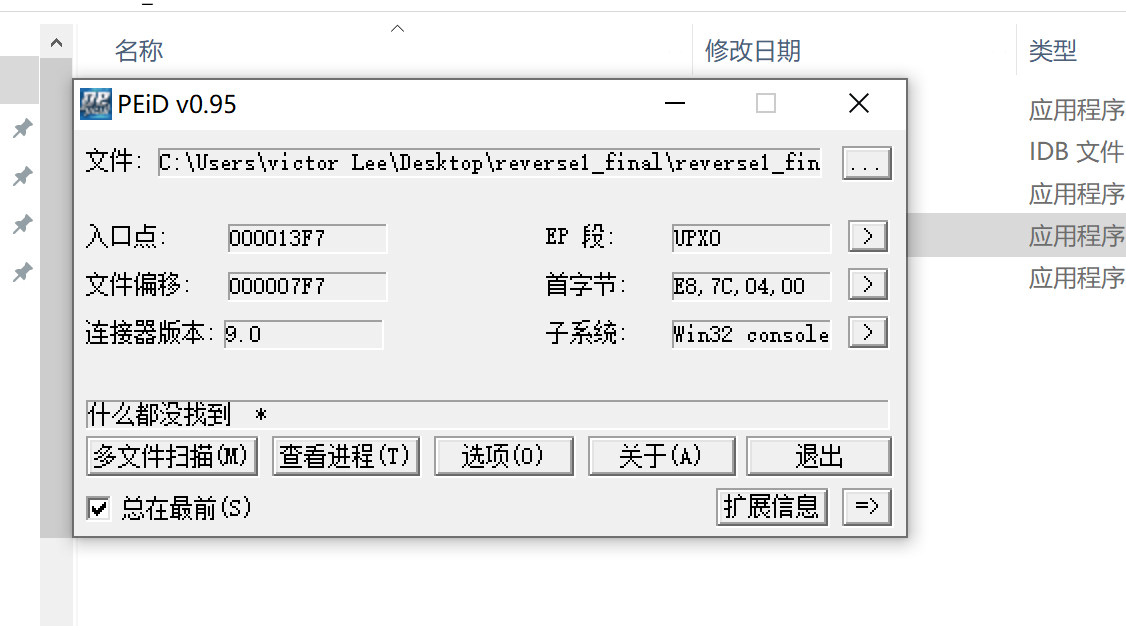 名称 修改日期 类型
PEiD v0.95
应用程序
IDB 文件
应用程序
应用程序
应用程序
文件: C:\Users\victor Lee\Desktop\reverse1_final\reverse1_fin ...
入口点: 000013F7 EP 段: UPX0 >
文件偏移: 000007F7 首字节: E8,7C,04,00 >
连接器版本: 9.0 子系统: Win32 console >
什么都没找到 *
多文件扫描(M) 查看进程(T) 选项(O) 关于(A) 退出
总在最前(S) 扩展信息 =>